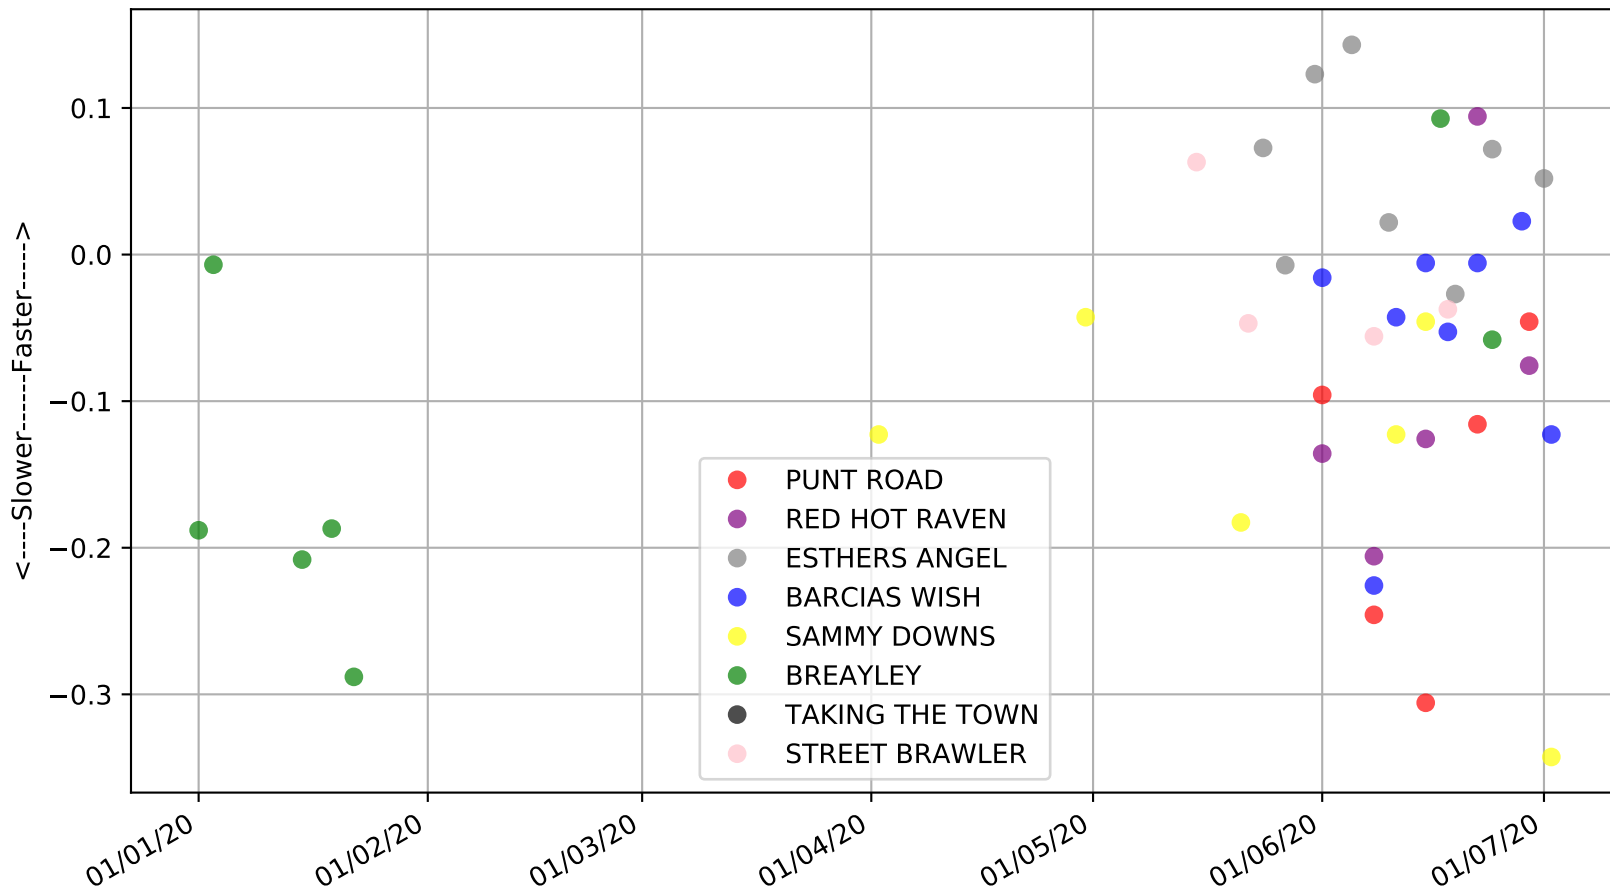 <----Slower------Faster----->
0.1
0.0
−0.1
−0.2
−0.3
PUNT ROAD
RED HOT RAVEN
ESTHERS ANGEL
BARCIAS WISH
SAMMY DOWNS
BREAYLEY
TAKING THE TOWN
STREET BRAWLER
01/01/20
01/02/20
01/03/20
01/04/20
01/05/20
01/06/20
01/07/20